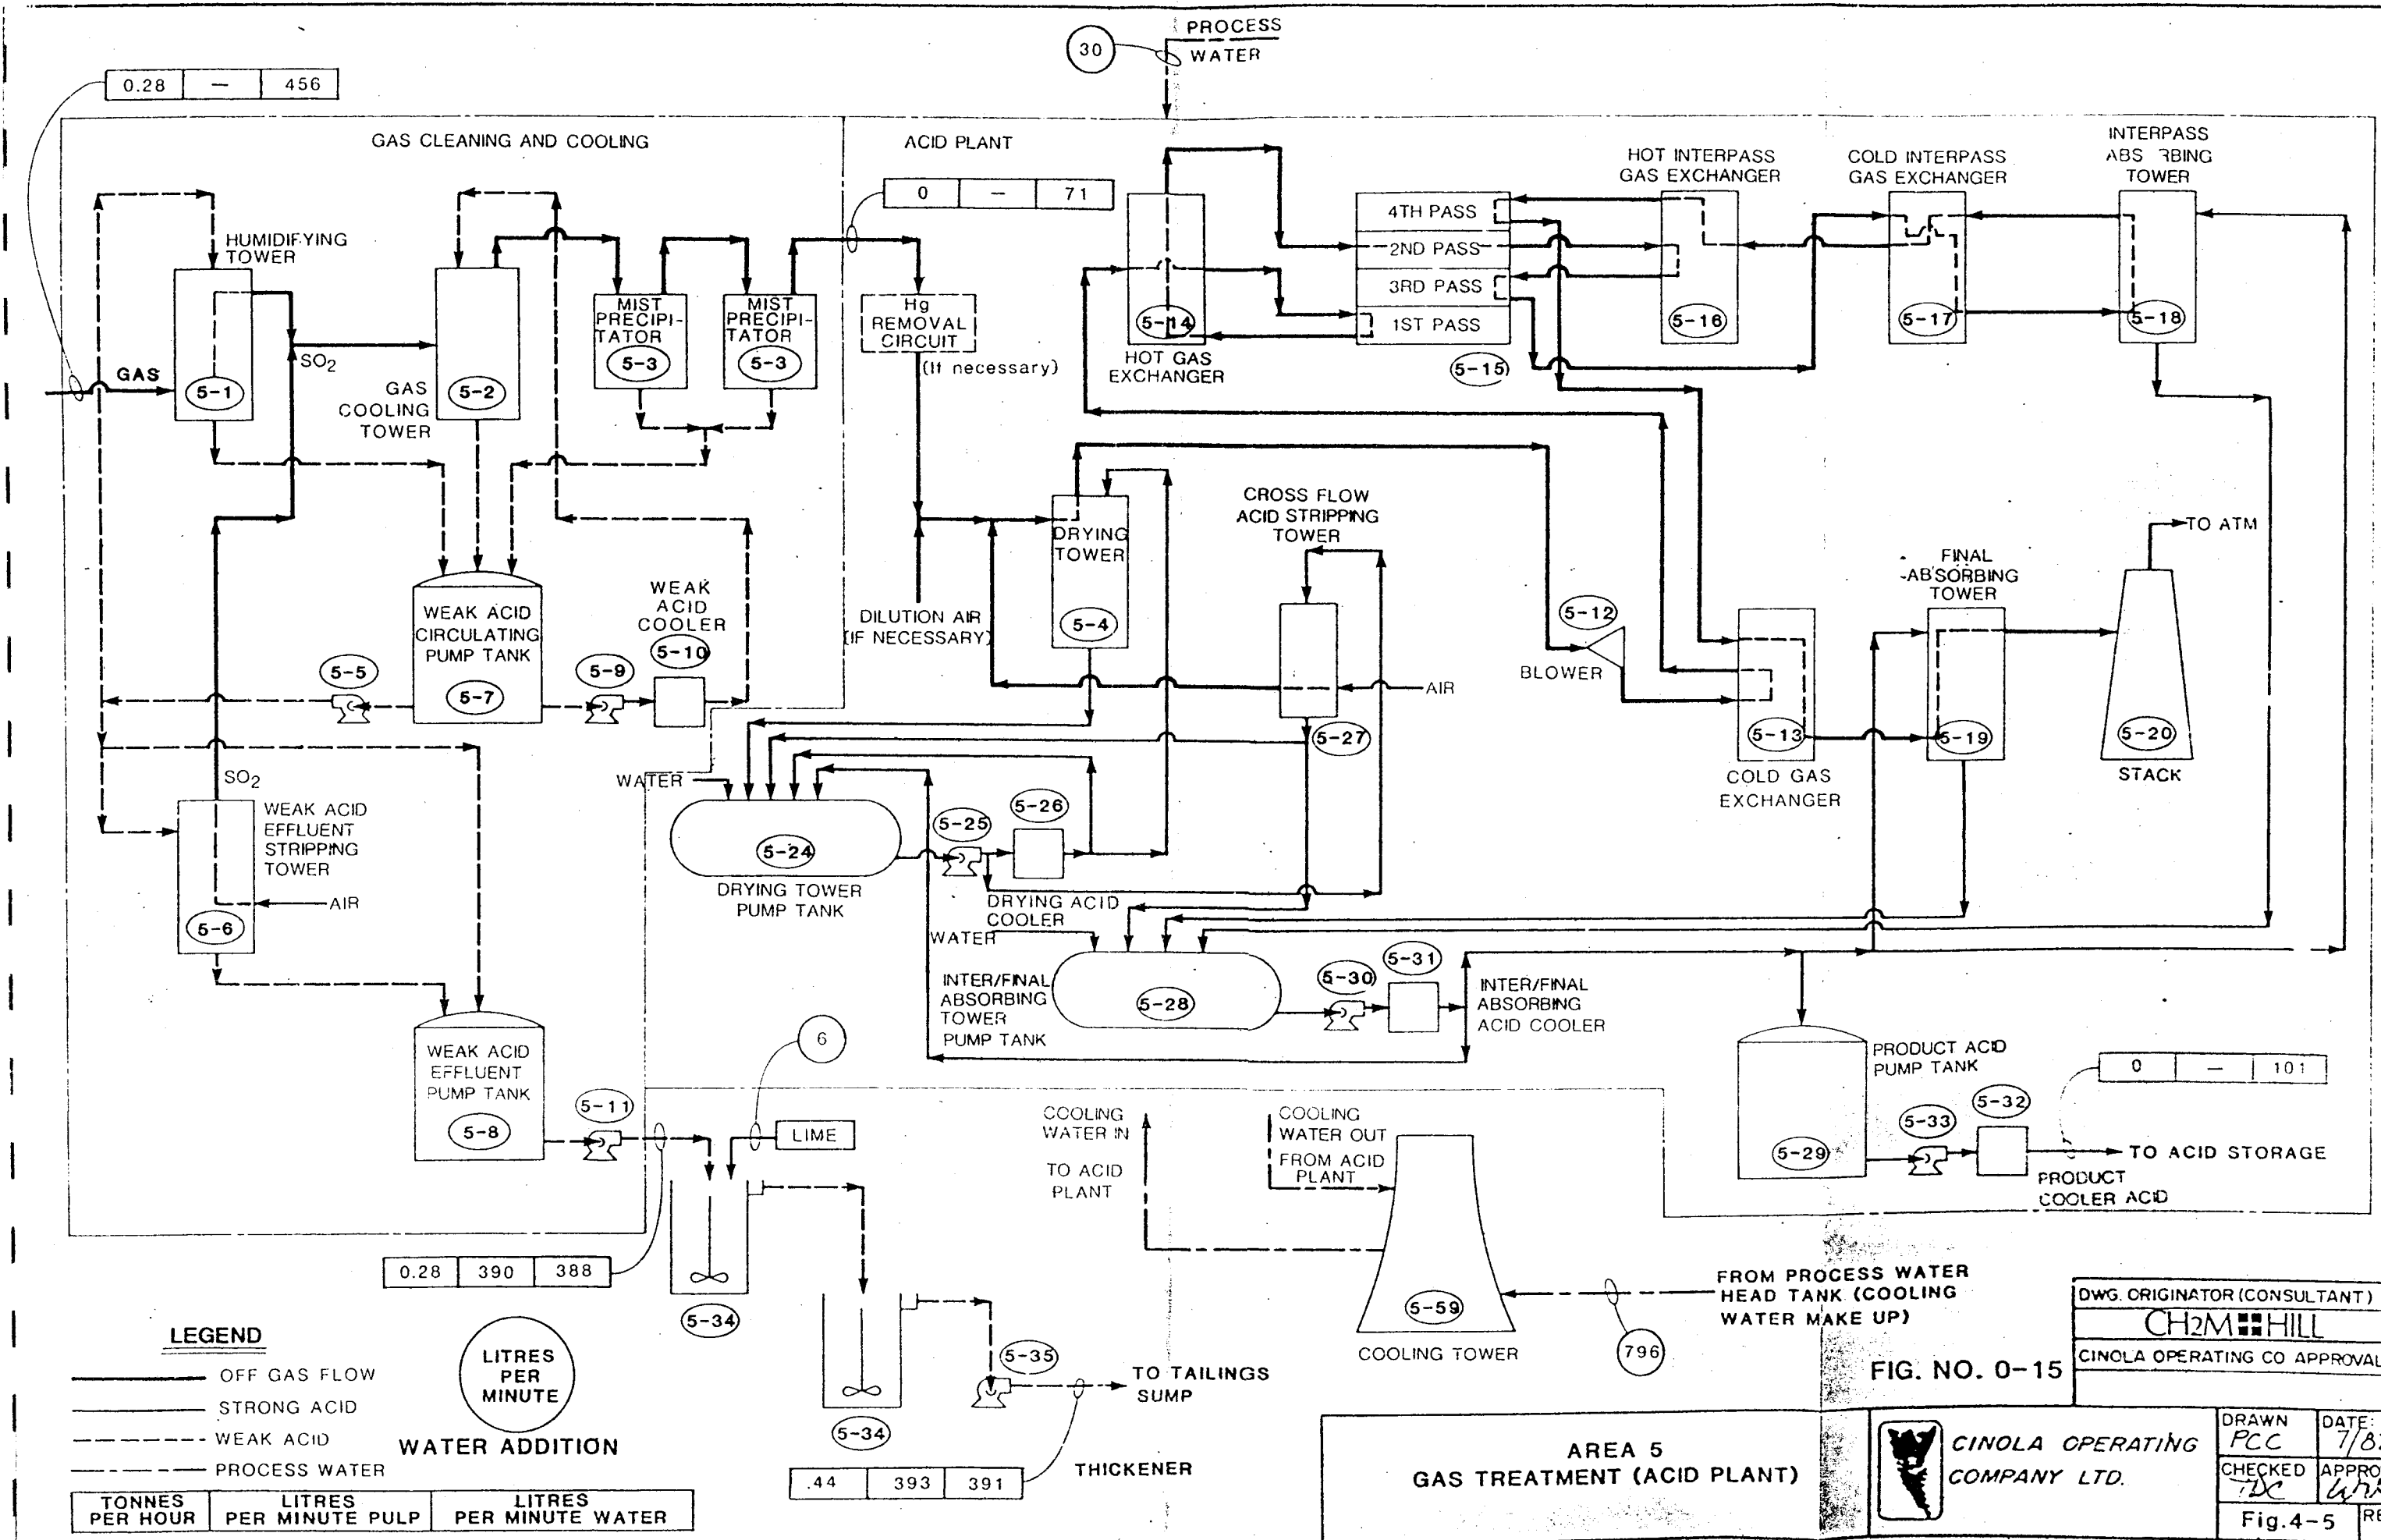 PROCESS
WATER
30
0.28 — 456
GAS CLEANING AND COOLING
ACID PLANT
0 — 71
HUMIDIFYING
TOWER
GAS
5-1
SO2
GAS
COOLING
TOWER
5-2
MIST
PRECIPI-
TATOR
5-3
MIST
PRECIPI-
TATOR
5-3
Hg
REMOVAL
CIRCUIT
(If necessary)
5-14
HOT GAS
EXCHANGER
4TH PASS
2ND PASS
3RD PASS
1ST PASS
5-15
HOT INTERPASS
GAS EXCHANGER
5-16
COLD INTERPASS
GAS EXCHANGER
5-17
INTERPASS
TOWER
5-18
WEAK ACID
CIRCULATING
PUMP TANK
5-7
5-5
5-9
WEAK
ACID
COOLER
5-10
DILUTION AIR
(IF NECESSARY)
DRYING
TOWER
5-4
CROSS FLOW
ACID STRIPPING
TOWER
AIR
5-27
5-12
BLOWER
5-13
COLD GAS
EXCHANGER
FINAL
ABSORBING
TOWER
5-19
TO ATM
5-20
STACK
SO2
WEAK ACID
EFFLUENT
STRIPPING
TOWER
AIR
5-6
WATER
5-24
DRYING TOWER
PUMP TANK
5-25
5-26
DRYING ACID
COOLER
WATER
INTER/FINAL
ABSORBING
TOWER
PUMP TANK
5-28
5-30
5-31
INTER/FINAL
ABSORBING
ACID COOLER
WEAK ACID
EFFLUENT
PUMP TANK
5-8
5-11
6
LIME
PRODUCT ACID
PUMP TANK
5-29
5-33
5-32
0 — 101
TO ACID STORAGE
PRODUCT
COOLER ACID
COOLING
WATER IN
TO ACID
PLANT
COOLING
WATER OUT
FROM ACID
PLANT
5-59
COOLING TOWER
FROM PROCESS WATER
HEAD TANK (COOLING
WATER MAKE UP)
796
0.28 390 388
5-34
5-34
5-35
TO TAILINGS
SUMP
.44 393 391
THICKENER
LEGEND
OFF GAS FLOW
STRONG ACID
WEAK ACID
PROCESS WATER
LITRES
PER
MINUTE
WATER ADDITION
TONNES
PER HOUR
LITRES
PER MINUTE PULP
LITRES
PER MINUTE WATER
FIG. NO. 0-15
DWG. ORIGINATOR (CONSULTANT)
CH2M HILL
CINOLA OPERATING CO APPROVAL
AREA 5
GAS TREATMENT (ACID PLANT)
CINOLA OPERATING
COMPANY LTD.
DRAWN
PCC
DATE:
CHECKED
Fig.4-5